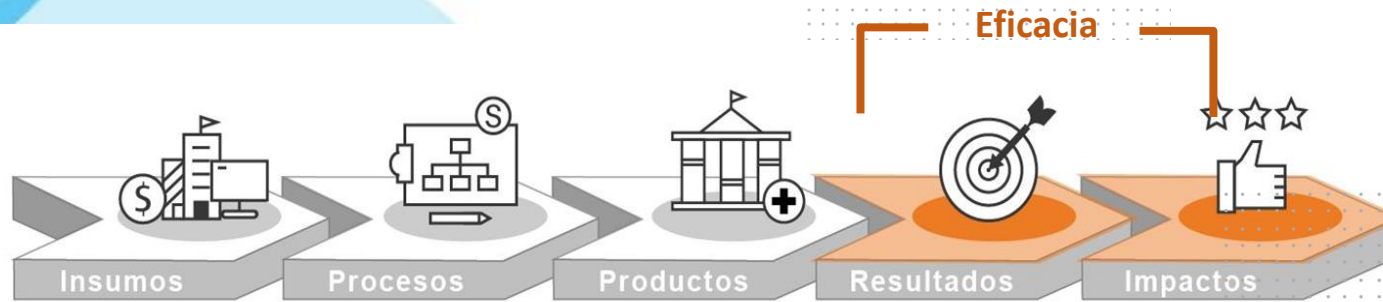 Eficacia
$
S
Insumos
Procesos
Productos
Resultados
Impactos